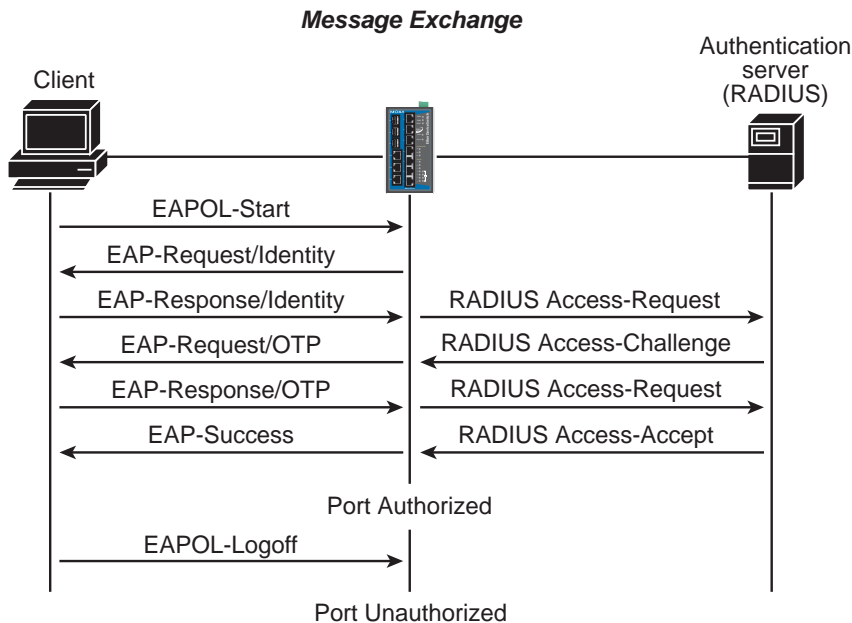 Message Exchange
Authentication
server
(RADIUS)
Client
MOXA
EAPOL-Start
EAP-Request/Identity
EAP-Response/Identity
RADIUS Access-Request
EAP-Request/OTP
RADIUS Access-Challenge
EAP-Response/OTP
RADIUS Access-Request
EAP-Success
RADIUS Access-Accept
Port Authorized
EAPOL-Logoff
Port Unauthorized